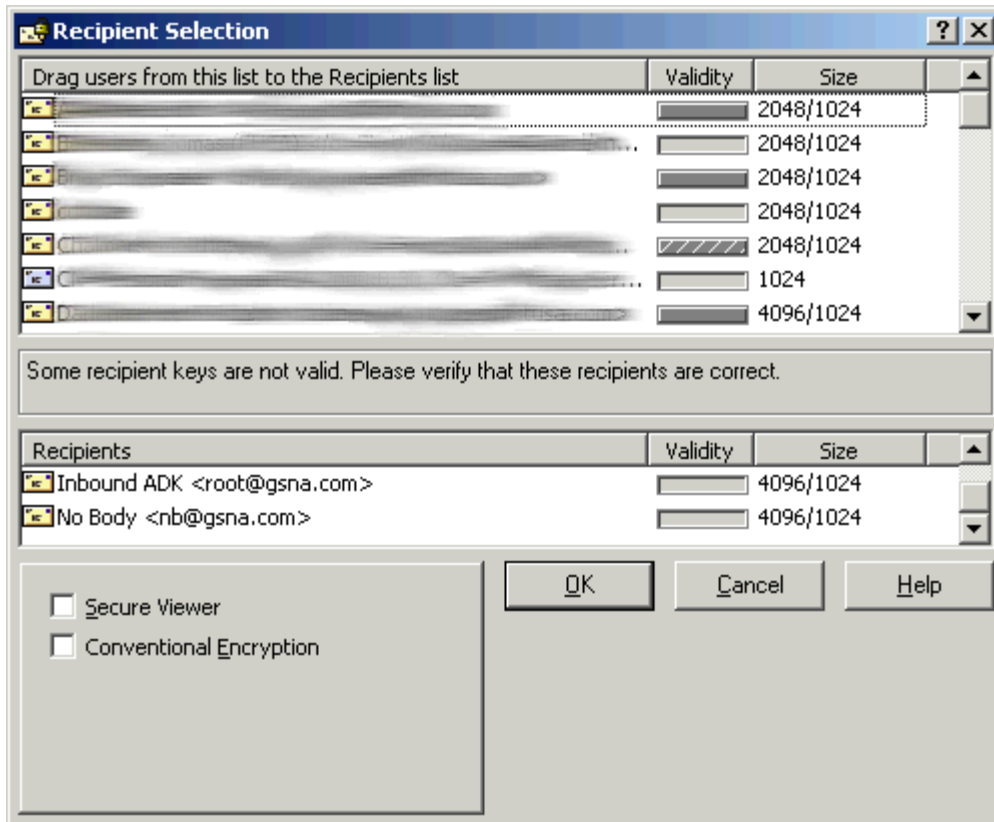 Recipient Selection
Drag users from this list to the Recipients list Validity Size
2048/1024
2048/1024
2048/1024
2048/1024
2048/1024
1024
4096/1024
Some recipient keys are not valid. Please verify that these recipients are correct.
Recipients Validity Size
Inbound ADK <root@gsna.com> 4096/1024
No Body <nb@gsna.com> 4096/1024
OK Cancel Help
Secure Viewer
Conventional Encryption